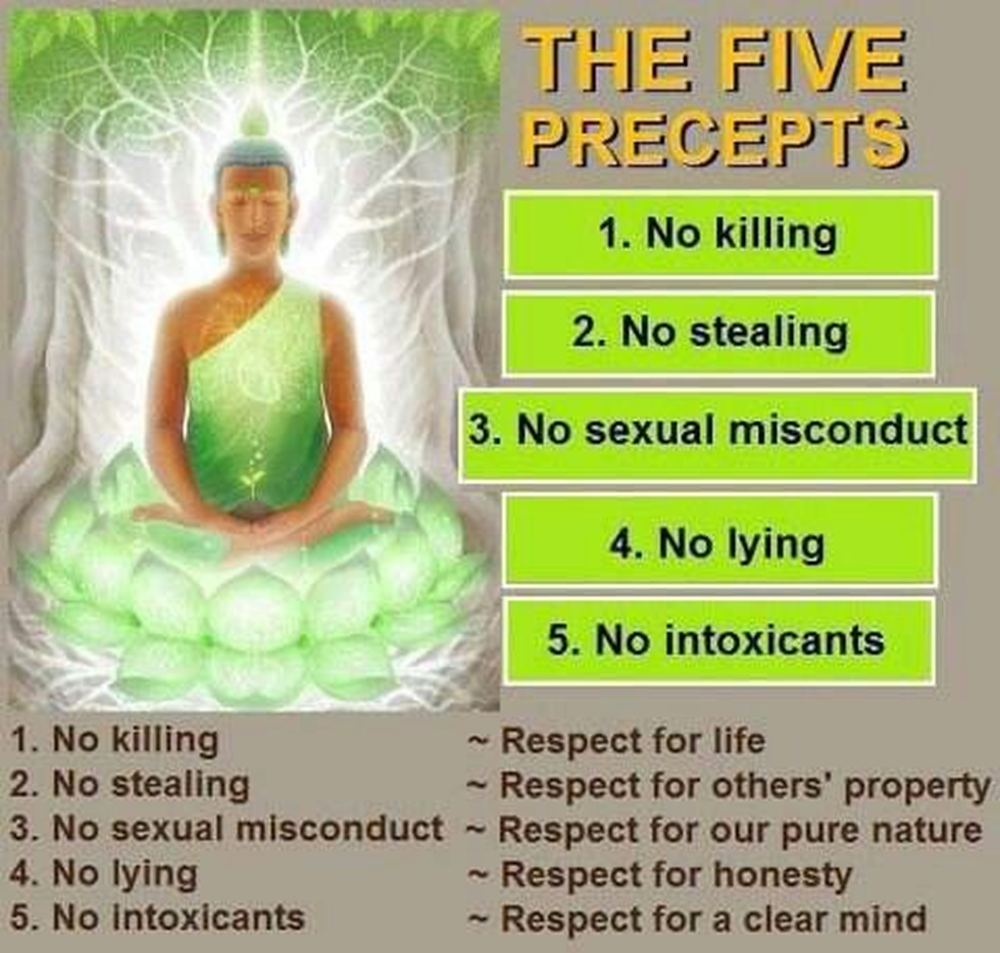 THE FIVE
PRECEPTS
1. No killing
2. No stealing
3. No sexual misconduct
4. No lying
5. No intoxicants
1. No killing ~ Respect for life
2. No stealing ~ Respect for others' property
3. No sexual misconduct ~ Respect for our pure nature
4. No lying ~ Respect for honesty
5. No intoxicants ~ Respect for a clear mind